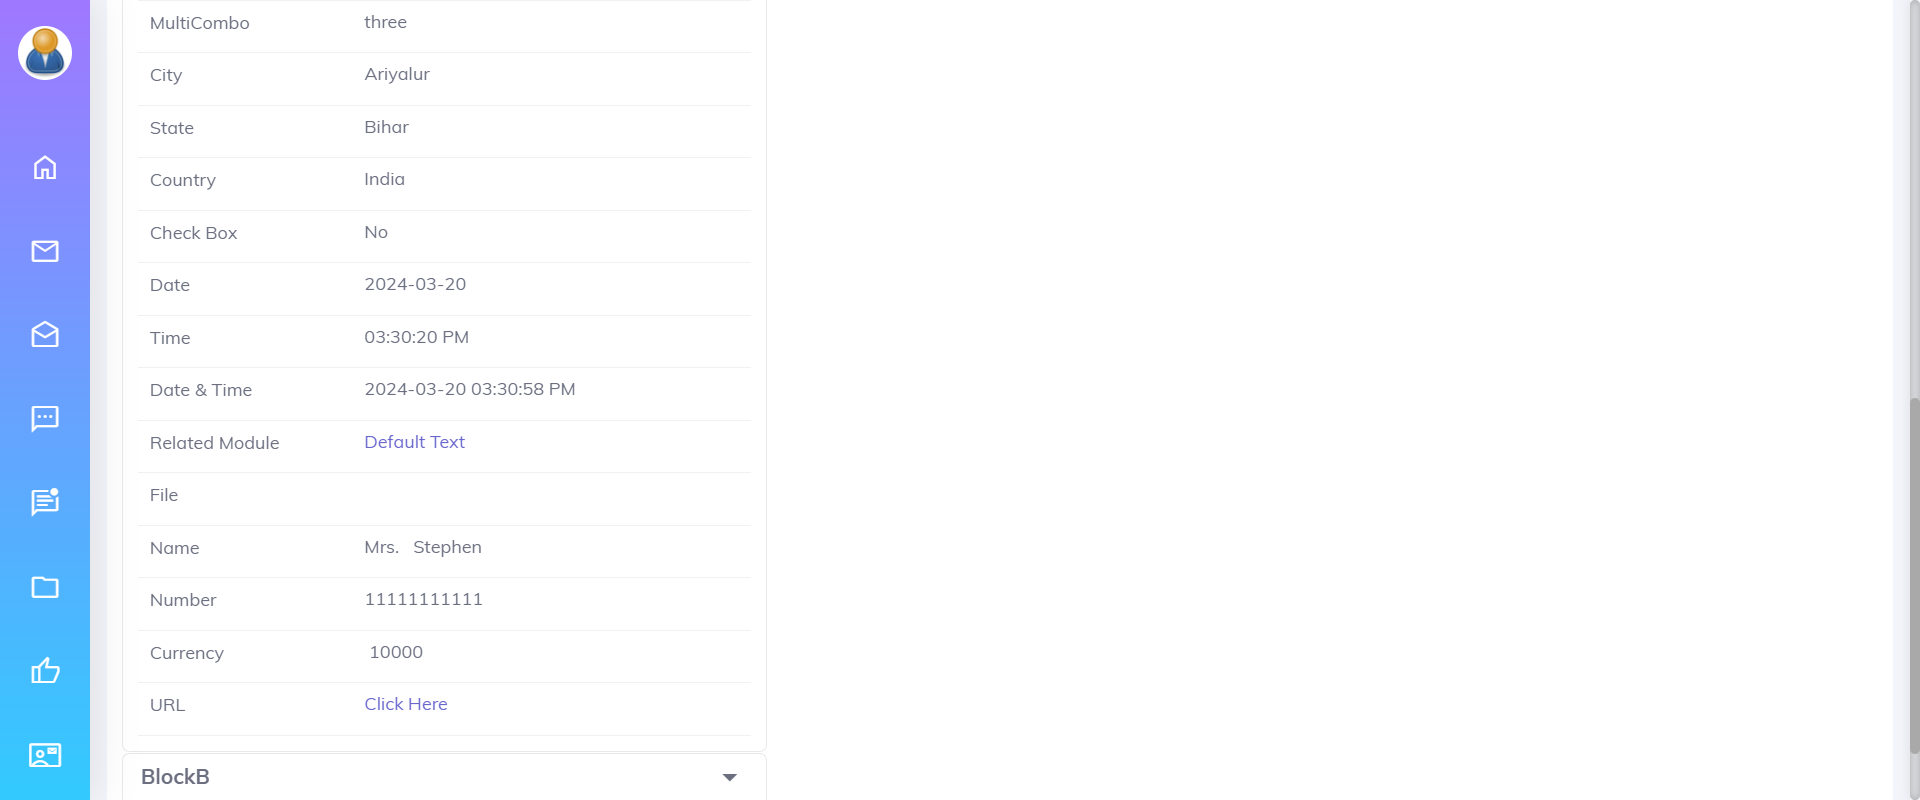 MultiCombo three
City Ariyalur
State Bihar
Country India
Check Box No
Date 2024-03-20
Time 03:30:20 PM
Date & Time 2024-03-20 03:30:58 PM
Related Module Default Text
File
Name Mrs. Stephen
Number 11111111111
Currency 10000
URL Click Here
BlockB